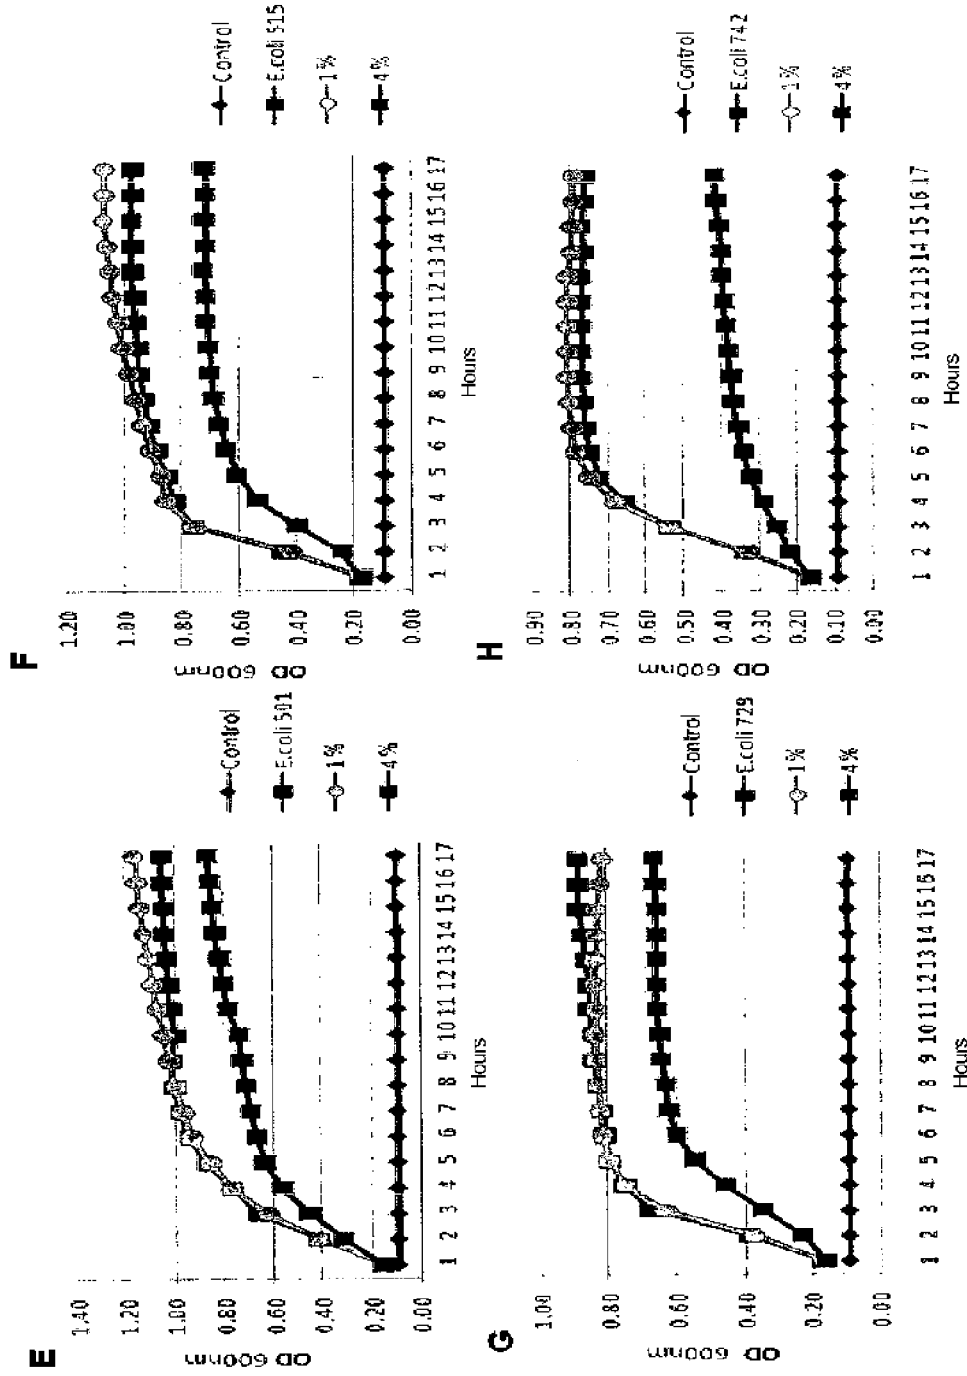 E
OD 600nm
1.40
1.20
1.00
0.80
0.60
0.40
0.20
0.00
1 2 3 4 5 6 7 8 9 10 11 12 13 14 15 16 17
Hours
Control
E.coli 501
1%
4%
F
OD 600nm
1.20
1.00
0.80
0.60
0.40
0.20
0.00
1 2 3 4 5 6 7 8 9 10 11 12 13 14 15 16 17
Hours
Control
E.coli 515
1%
4%
G
OD 600nm
1.00
0.80
0.60
0.40
0.20
0.00
1 2 3 4 5 6 7 8 9 10 11 12 13 14 15 16 17
Hours
Control
E.coli 729
1%
4%
H
OD 600nm
0.90
0.80
0.70
0.60
0.50
0.40
0.30
0.20
0.10
0.00
1 2 3 4 5 6 7 8 9 10 11 12 13 14 15 16 17
Hours
Control
E.coli 742
1%
4%